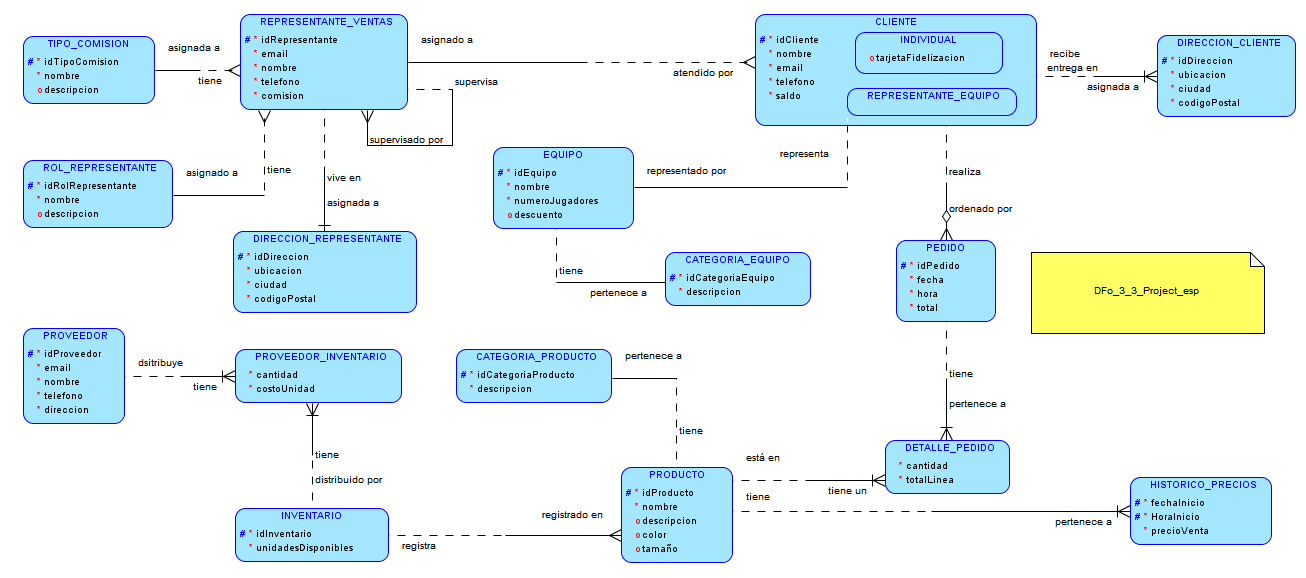 REPRESENTANTE_VENTAS
# * idRepresentante
* email
* nombre
* telefono
* comision
CLIENTE
# * idCliente
* nombre
* email
* telefono
* saldo
INDIVIDUAL
o tarjetaFidelizacion
REPRESENTANTE_EQUIPO
TIPO_COMISION
# * idTipoComision
* nombre
o descripcion
asignada a
tiene
asignado a
atendido por
supervisa
supervisado por
recibe
entrega en
asignada a
DIRECCION_CLIENTE
# * idDireccion
* ubicacion
* ciudad
* codigoPostal
ROL_REPRESENTANTE
# * idRolRepresentante
* nombre
o descripcion
asignado a
tiene
vive en
asignada a
EQUIPO
# * idEquipo
* nombre
* numeroJugadores
o descuento
representado por
representa
realiza
ordenado por
DIRECCION_REPRESENTANTE
# * idDireccion
* ubicacion
* ciudad
* codigoPostal
tiene
pertenece a
CATEGORIA_EQUIPO
# * idCategoriaEquipo
* descripcion
PEDIDO
# * idPedido
* fecha
* hora
* total
DFo_3_3_Project_esp
PROVEEDOR
# * idProveedor
* email
* nombre
* telefono
* direccion
dsitribuye
tiene
PROVEEDOR_INVENTARIO
* cantidad
* costoUnidad
CATEGORIA_PRODUCTO
# * idCategoriaProducto
* descripcion
pertenece a
tiene
tiene
pertenece a
tiene
distribuido por
DETALLE_PEDIDO
* cantidad
* totalLinea
está en
tiene un
tiene
pertenece a
PRODUCTO
# * idProducto
* nombre
o descripcion
o color
o tamaño
HISTORICO_PRECIOS
# * fechaInicio
# * HoraInicio
* precioVenta
INVENTARIO
# * idInventario
* unidadesDisponibles
registrado en
registra